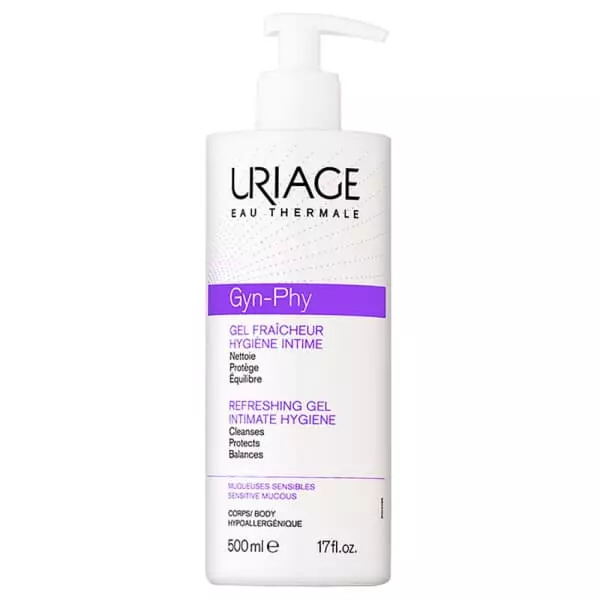 URIAGE
EAU THERMALE
Gyn-Phy
GEL FRAÎCHEUR
HYGIÈNE INTIME
Nettoie
Protège
Équilibre
REFRESHING GEL
INTIMATE HYGIENE
Cleanses
Protects
Balances
MUQUEUSES SENSIBLES
SENSITIVE MUCOUS
CORPS/ BODY
HYPOALLERGÉNIQUE
500 ml e 17 fl.oz.